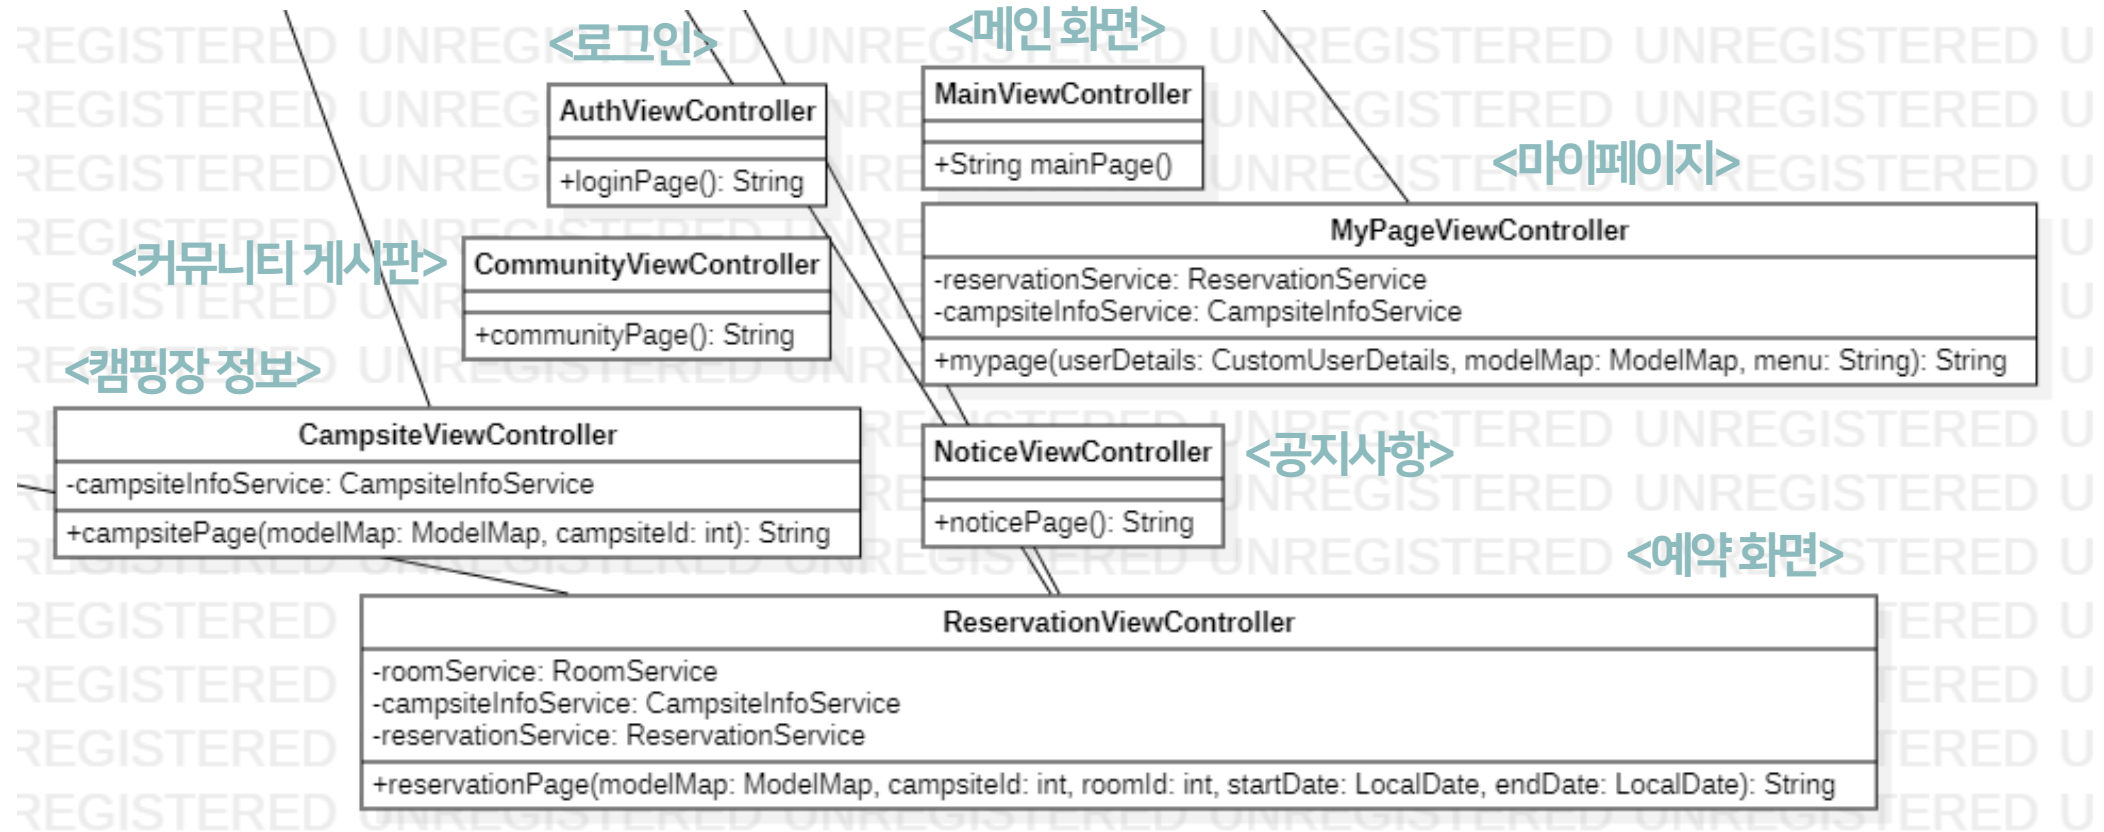 <로그인>
AuthViewController
+loginPage(): String
<메인 화면>
MainViewController
+String mainPage()
<마이페이지>
MyPageViewController
-reservationService: ReservationService
-campsiteInfoService: CampsiteInfoService
+mypage(userDetails: CustomUserDetails, modelMap: ModelMap, menu: String): String
<커뮤니티 게시판>
CommunityViewController
+communityPage(): String
<캠핑장 정보>
CampsiteViewController
-campsiteInfoService: CampsiteInfoService
+campsitePage(modelMap: ModelMap, campsiteId: int): String
NoticeViewController
+noticePage(): String
<공지사항>
<예약 화면>
ReservationViewController
-roomService: RoomService
-campsiteInfoService: CampsiteInfoService
-reservationService: ReservationService
+reservationPage(modelMap: ModelMap, campsiteId: int, roomId: int, startDate: LocalDate, endDate: LocalDate): String
UNREGISTERED